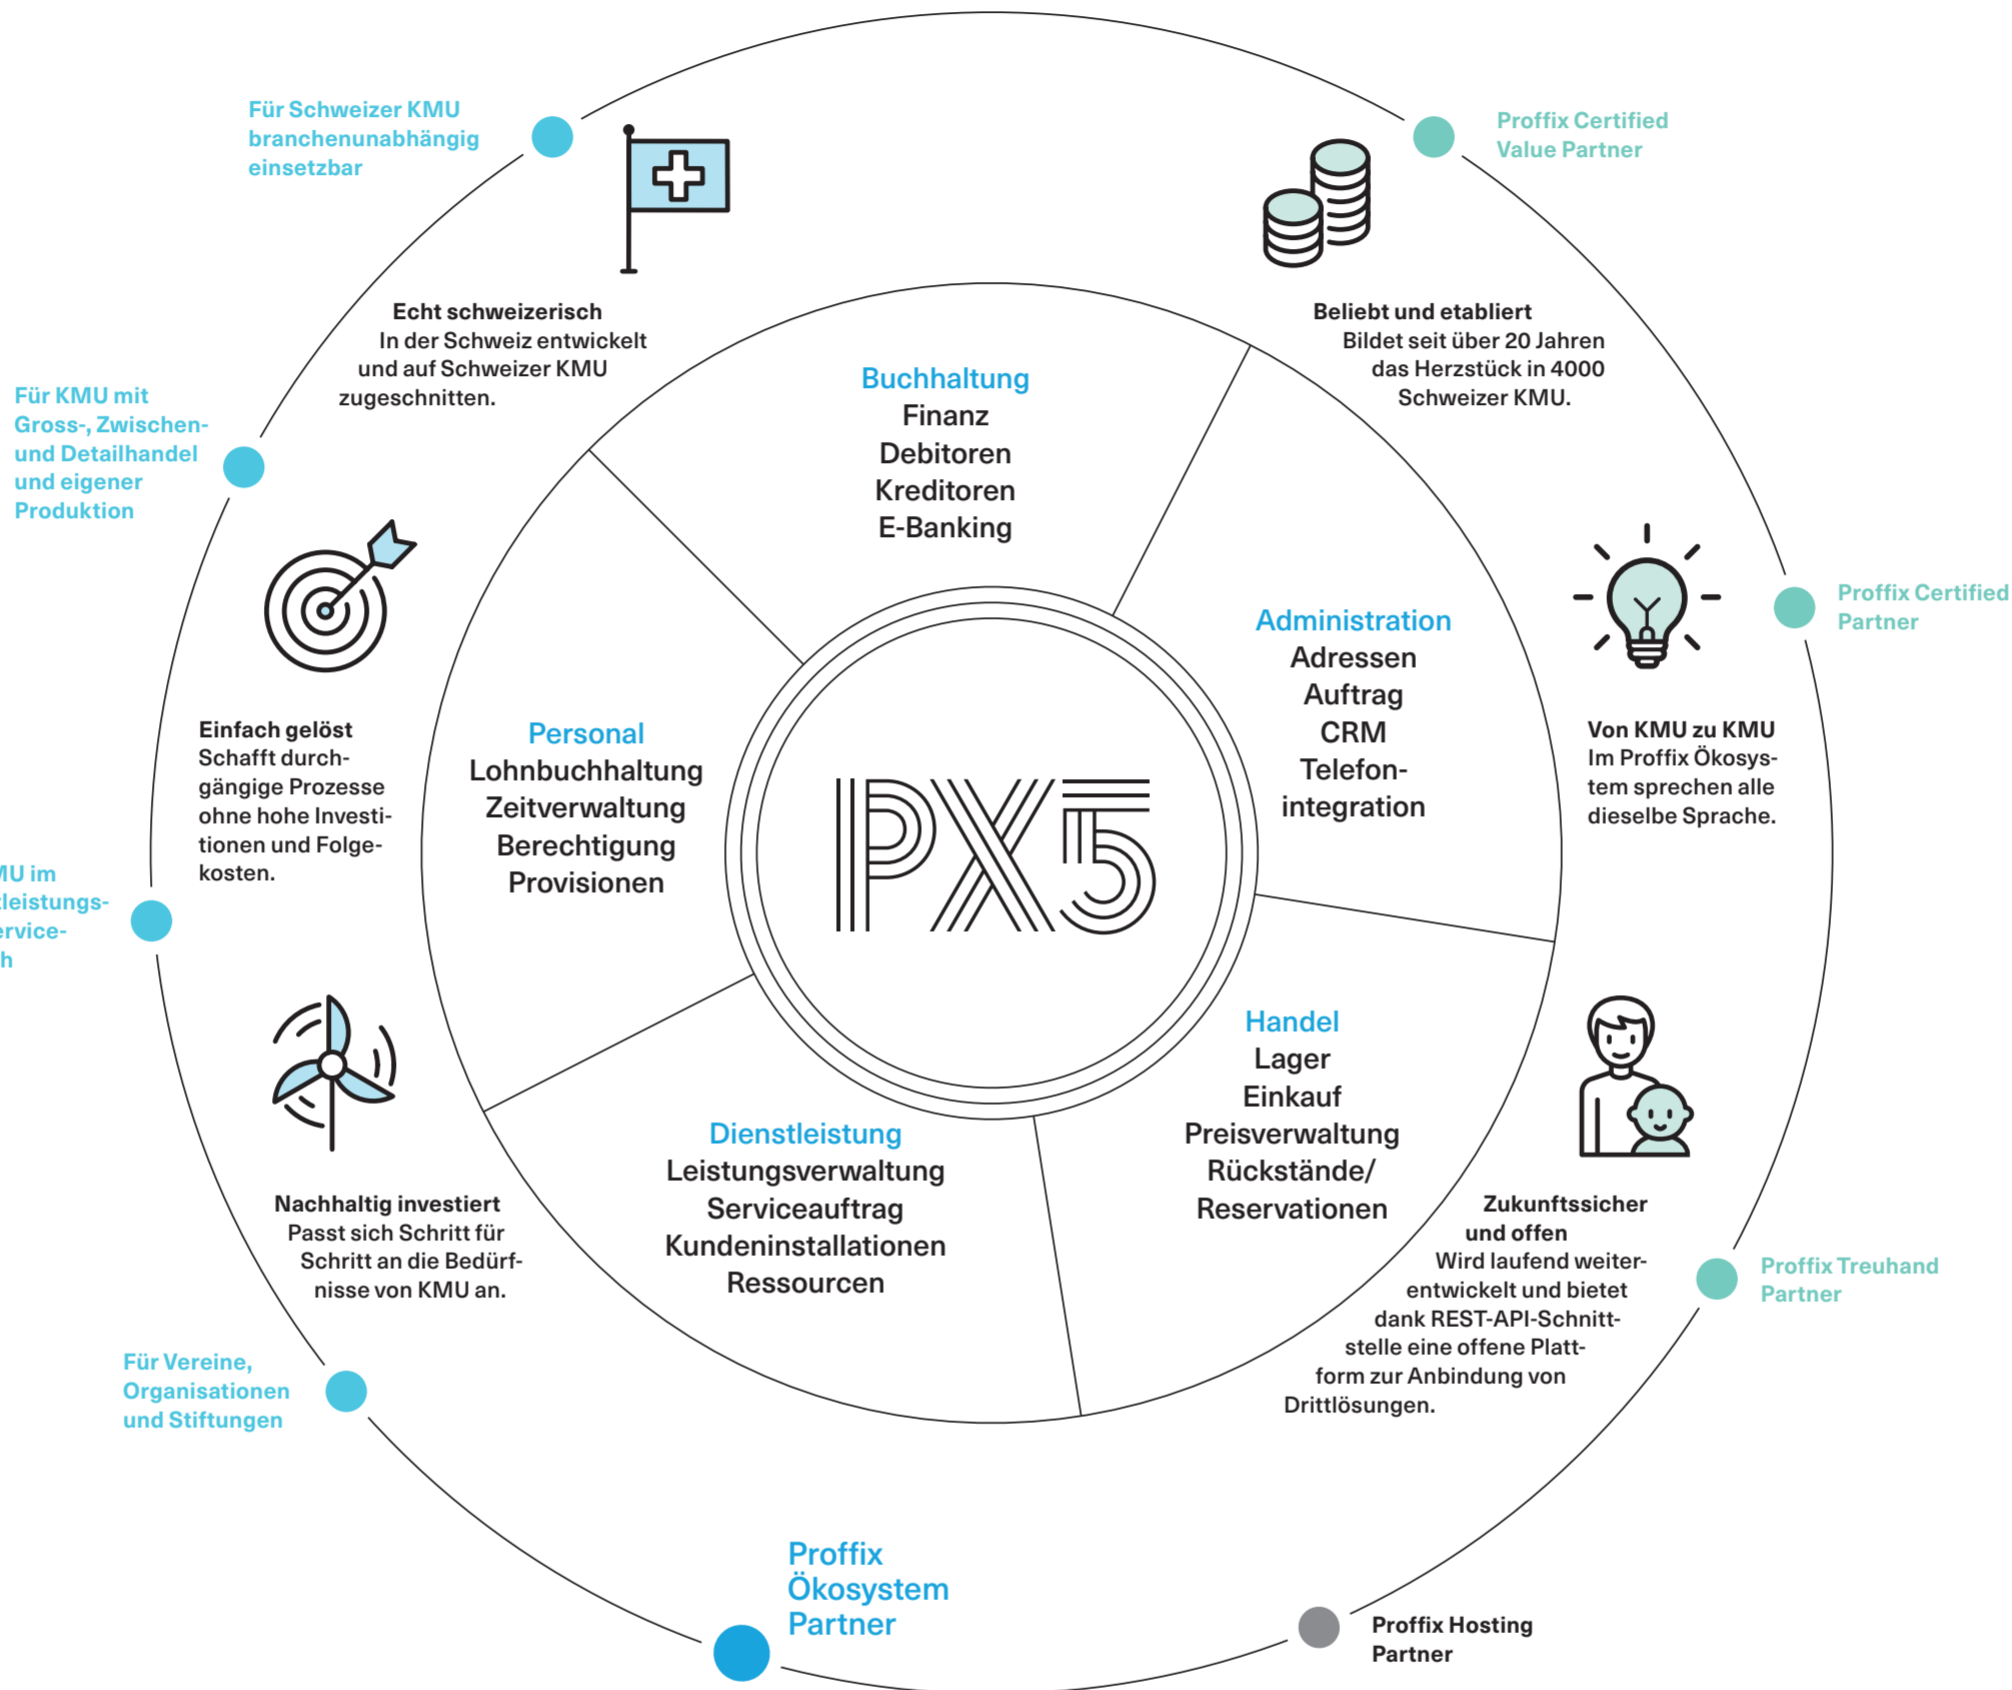 Für Schweizer KMU
branchenunabhängig
einsetzbar
Proffix Certified
Value Partner
Echt schweizerisch
In der Schweiz entwickelt
und auf Schweizer KMU
zugeschnitten.
Beliebt und etabliert
Bildet seit über 20 Jahren
das Herzstück in 4000
Schweizer KMU.
Für KMU mit
Gross-, Zwischen-
und Detailhandel
und eigener
Produktion
Buchhaltung
Finanz
Debitoren
Kreditoren
E-Banking
Proffix Certified
Partner
Administration
Adressen
Auftrag
CRM
Telefon-
integration
Einfach gelöst
Schafft durch-
gängige Prozesse
ohne hohe Investi-
tionen und Folge-
kosten.
Personal
Lohnbuchhaltung
Zeitverwaltung
Berechtigung
Provisionen
PX5
Von KMU zu KMU
Im Proffix Ökosys-
tem sprechen alle
dieselbe Sprache.
MU im
leistungs-
ervice-
h
Handel
Lager
Einkauf
Preisverwaltung
Rückstände/
Reservationen
Dienstleistung
Leistungsverwaltung
Serviceauftrag
Kundeninstallationen
Ressourcen
Nachhaltig investiert
Passt sich Schritt für
Schritt an die Bedürf-
nisse von KMU an.
Zukunftssicher
und offen
Wird laufend weiter-
entwickelt und bietet
dank REST-API-Schnitt-
stelle eine offene Platt-
form zur Anbindung von
Drittlösungen.
Proffix Treuhand
Partner
Für Vereine,
Organisationen
und Stiftungen
Proffix
Ökosystem
Partner
Proffix Hosting
Partner